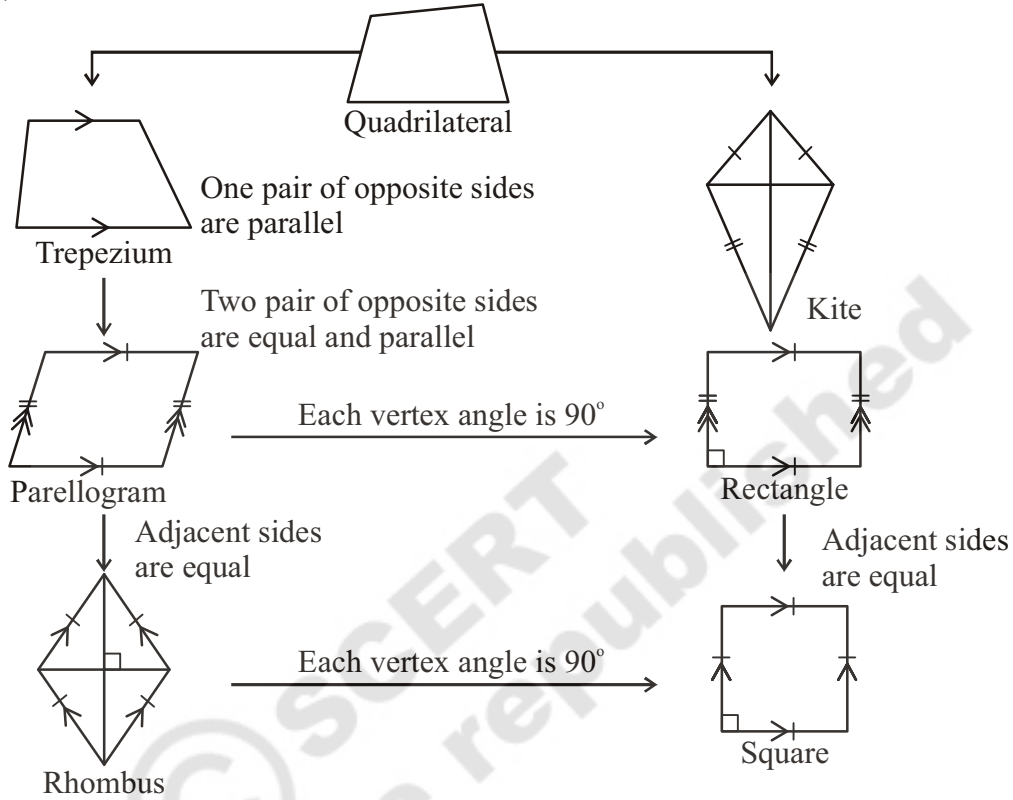 Quadrilateral
One pair of opposite sides
are parallel
Trepezium
Two pair of opposite sides
are equal and parallel
Kite
Each vertex angle is 90°
Parellogram
Rectangle
Adjacent sides
are equal
Adjacent sides
are equal
Each vertex angle is 90°
Rhombus
Square
© SCERT
republished